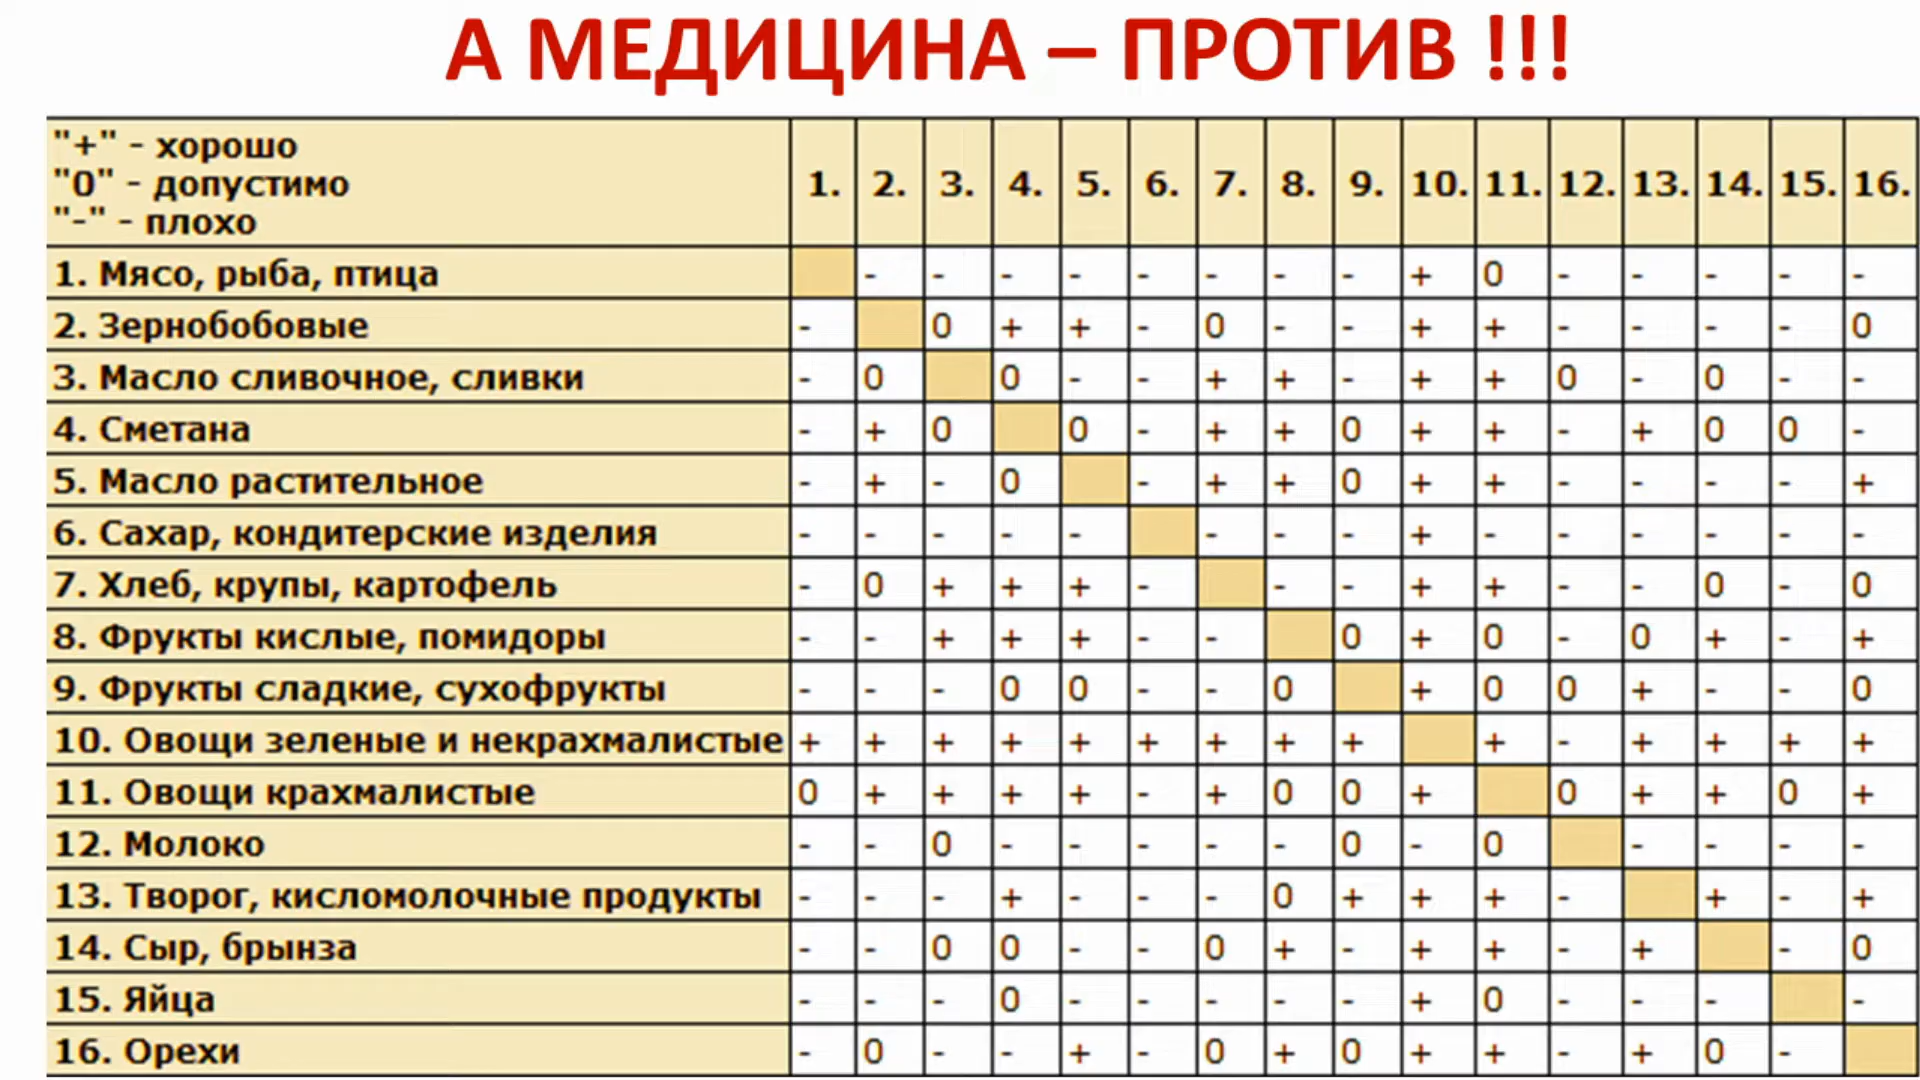 А МЕДИЦИНА – ПРОТИВ !!!
"+" - хорошо
"0" - допустимо
"-" - плохо
1. 2. 3. 4. 5. 6. 7. 8. 9. 10. 11. 12. 13. 14. 15. 16.
1. Мясо, рыба, птица - - - - - - - - + 0 - - - - -
2. Зернобобовые - 0 + + - 0 - - + + - - - - 0
3. Масло сливочное, сливки - 0 0 - - + + - + + 0 - 0 - -
4. Сметана - + 0 0 - + + 0 + + - + 0 0 -
5. Масло растительное - + - 0 - + + 0 + + - - - - +
6. Сахар, кондитерские изделия - - - - - - - - + - - - - - -
7. Хлеб, крупы, картофель - 0 + + + - - - + + - - 0 - 0
8. Фрукты кислые, помидоры - - + + + - - 0 + 0 - 0 + - +
9. Фрукты сладкие, сухофрукты - - - 0 0 - - 0 + 0 0 + - - 0
10. Овощи зеленые и некрахмалистые + + + + + + + + + + - + + + +
11. Овощи крахмалистые 0 + + + + - + 0 0 + 0 + + 0 +
12. Молоко - - 0 - - - - - 0 - 0 - - - -
13. Творог, кисломолочные продукты - - - + - - - 0 + + + - + - +
14. Сыр, брынза - - 0 0 - - 0 + - + + - + - 0
15. Яйца - - - 0 - - - - - + 0 - - - -
16. Орехи - 0 - - + - 0 + 0 + + - + 0 -